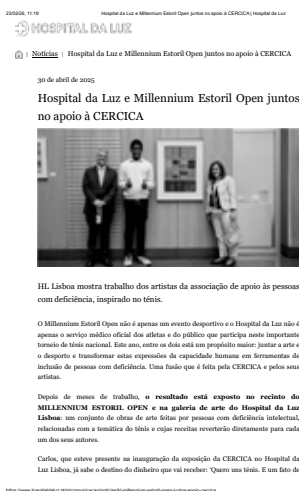 23/02/26, 11:19 Hospital da Luz e Millennium Estoril Open juntos no apoio à CERCICA | Hospital da Luz
HOSPITAL DA LUZ
| Notícias | Hospital da Luz e Millennium Estoril Open juntos no apoio à CERCICA
30 de abril de 2025
Hospital da Luz e Millennium Estoril Open juntos
no apoio à CERCICA
HL Lisboa mostra trabalho dos artistas da associação de apoio às pessoas
com deficiência, inspirado no ténis.
O Millennium Estoril Open não é apenas um evento desportivo e o Hospital da Luz não é
apenas o serviço médico oficial dos atletas e do público que participa neste importante
torneio de ténis nacional. Este ano, entre os dois está um propósito maior: juntar a arte e
o desporto e transformar estas expressões da capacidade humana em ferramentas de
inclusão de pessoas com deficiência. Uma fusão que é feita pela CERCICA e pelos seus
artistas.
Depois de meses de trabalho, o resultado está exposto no recinto do
MILLENNIUM ESTORIL OPEN e na galeria de arte do Hospital da Luz
Lisboa: um conjunto de obras de arte feitas por pessoas com deficiência intelectual,
relacionadas com a temática do ténis e cujas receitas reverterão diretamente para cada
um dos seus autores.
Carlos, que esteve presente na inauguração da exposição da CERCICA no Hospital da
Luz Lisboa, já sabe o destino do dinheiro que vai receber: 'Quero uns ténis. E um fato de